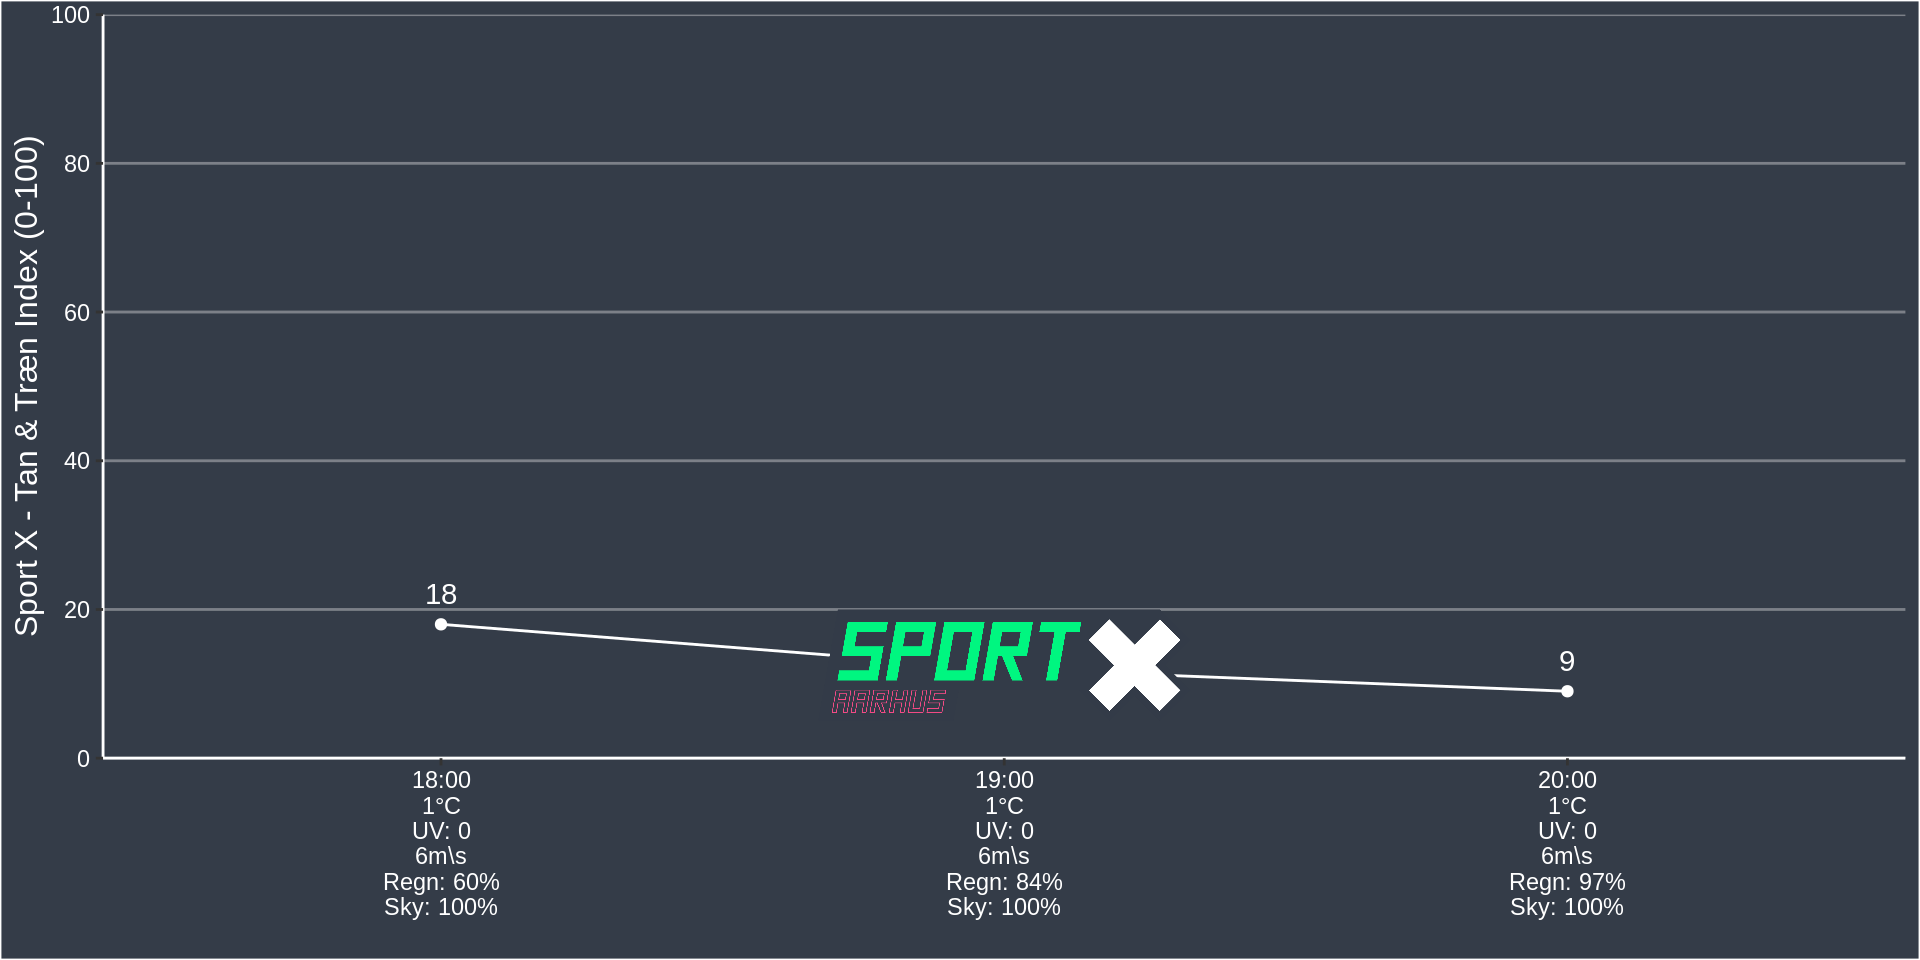 Sport X - Tan & Træn Index (0-100)
100
80
60
40
20
0
18
9
SPORT X
AARHUS
18:00
1°C
UV: 0
6m\s
Regn: 60%
Sky: 100%
19:00
1°C
UV: 0
6m\s
Regn: 84%
Sky: 100%
20:00
1°C
UV: 0
6m\s
Regn: 97%
Sky: 100%